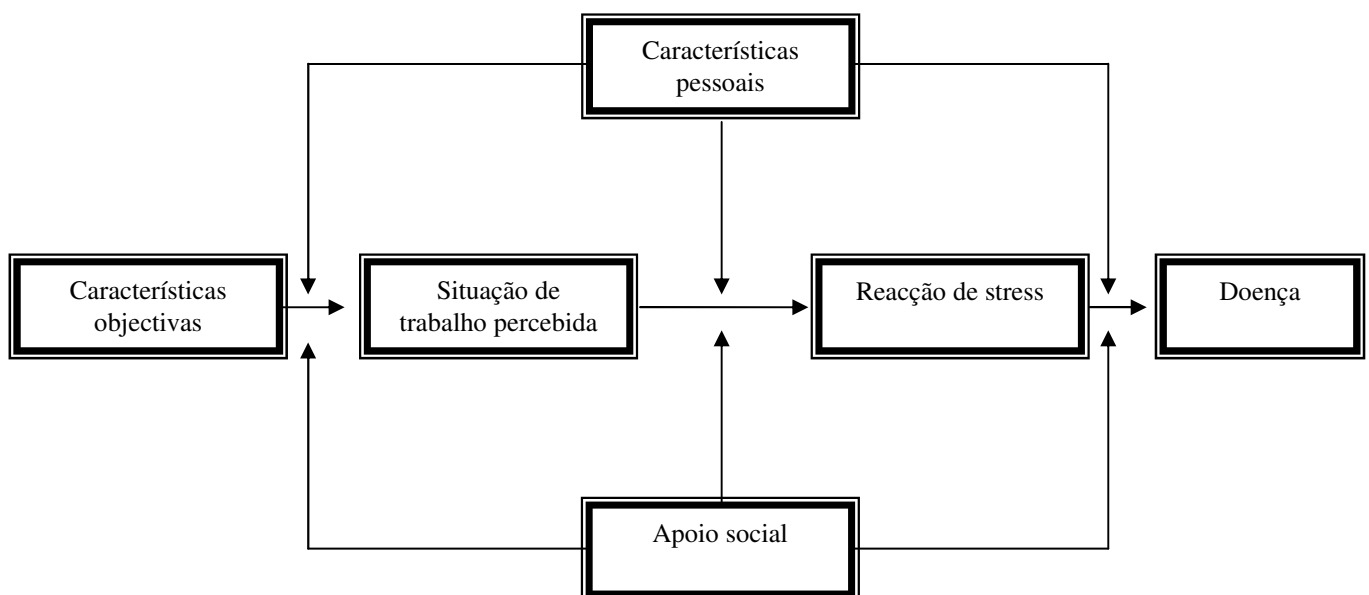 Características
pessoais
Características
objectivas
Situação de
trabalho percebida
Reacção de stress
Doença
Apoio social